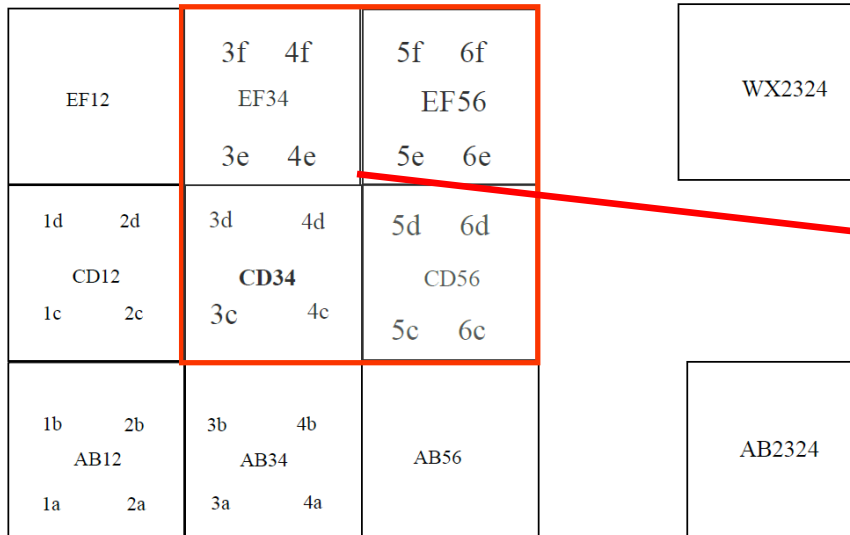 3f 4f 5f 6f
EF12 EF34 EF56 WX2324
3e 4e 5e 6e
1d 2d 3d 4d 5d 6d
CD12 CD34 CD56
1c 2c 3c 4c 5c 6c
1b 2b 3b 4b
AB12 AB34 AB56 AB2324
1a 2a 3a 4a